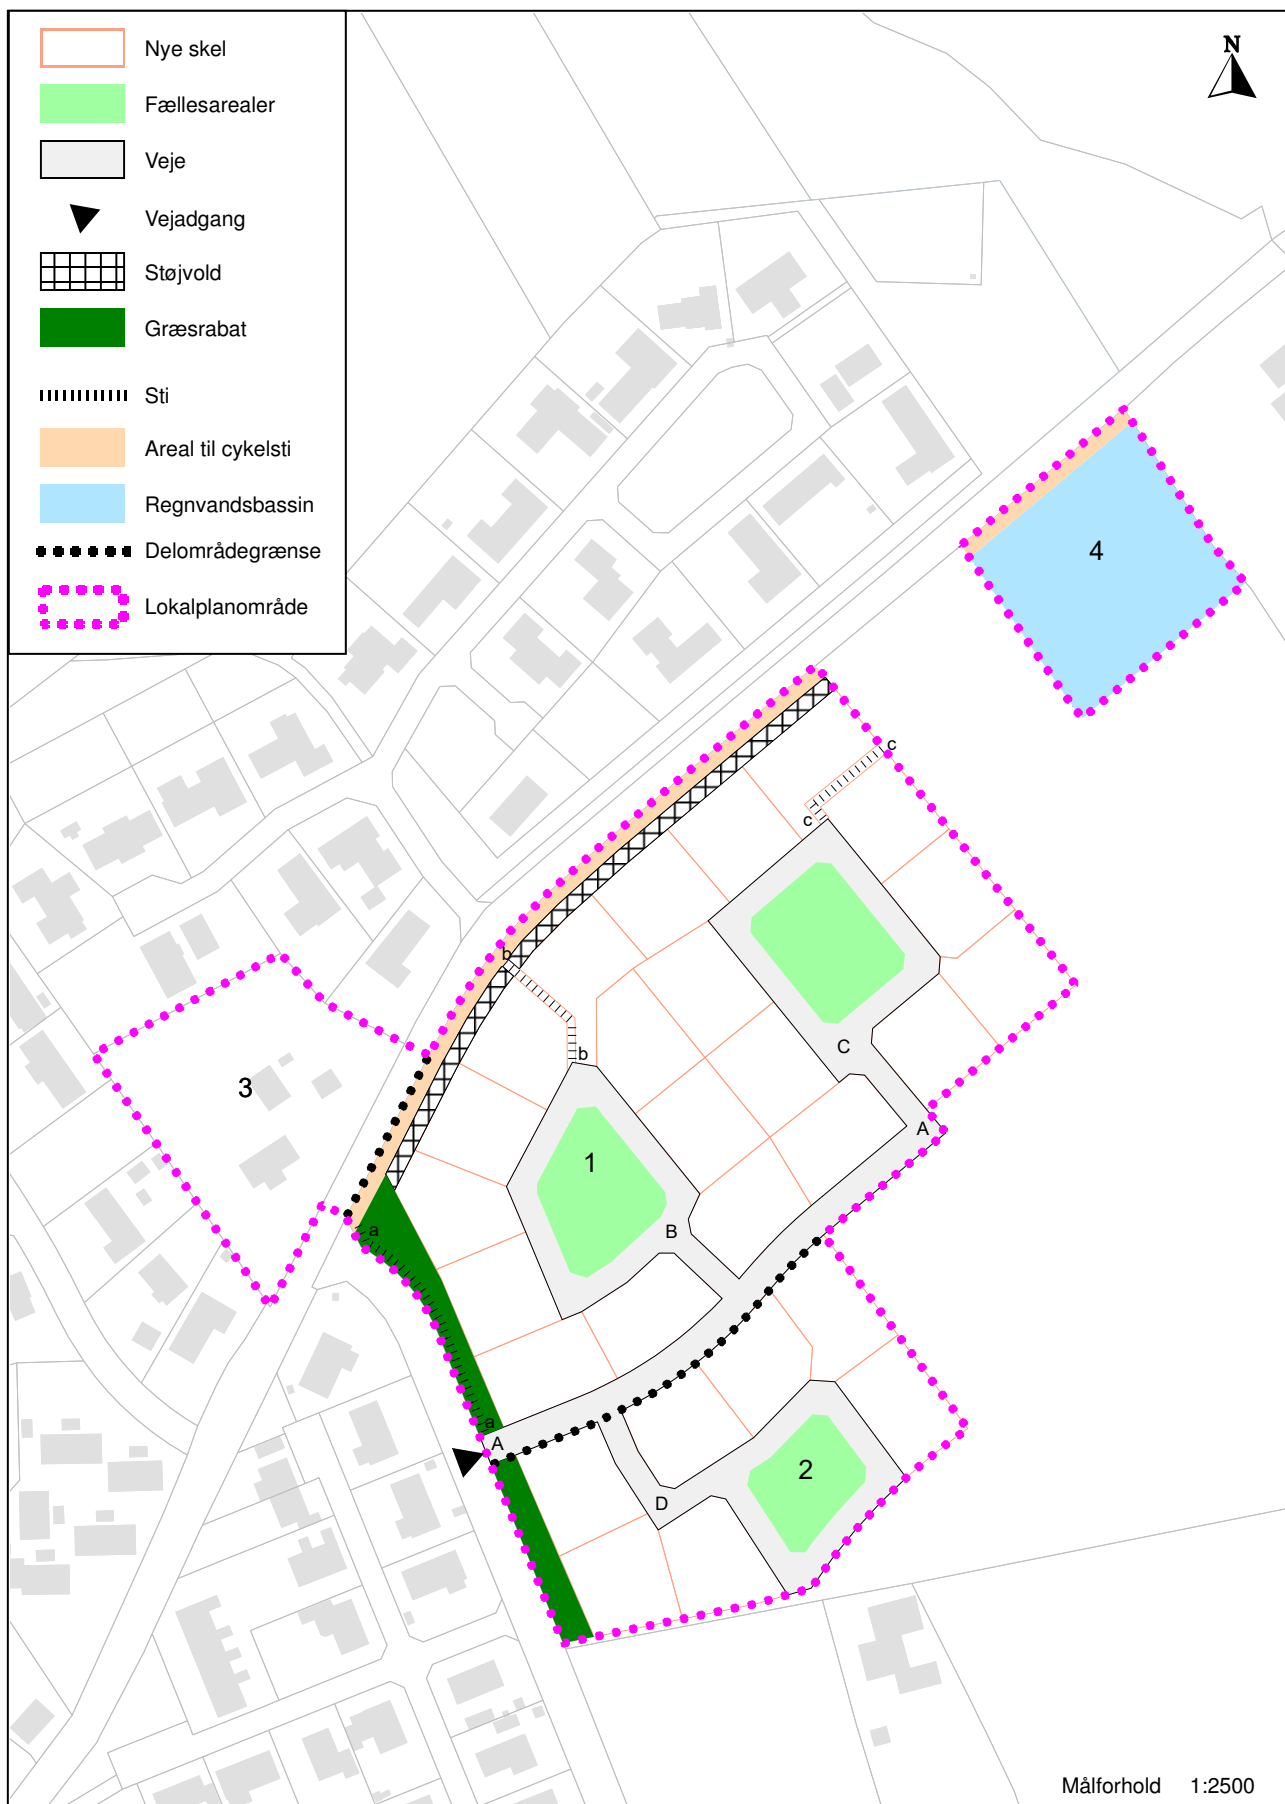 Nye skel
Fællesarealer
Veje
Vejadgang
Støjvold
Græsrabat
Sti
Areal til cykelsti
Regnvandsbassin
Delområdegrænse
Lokalplanområde
N
4
c
c
b
b
C
3
A
1
B
a
a
A
2
D
Målforhold 1:2500